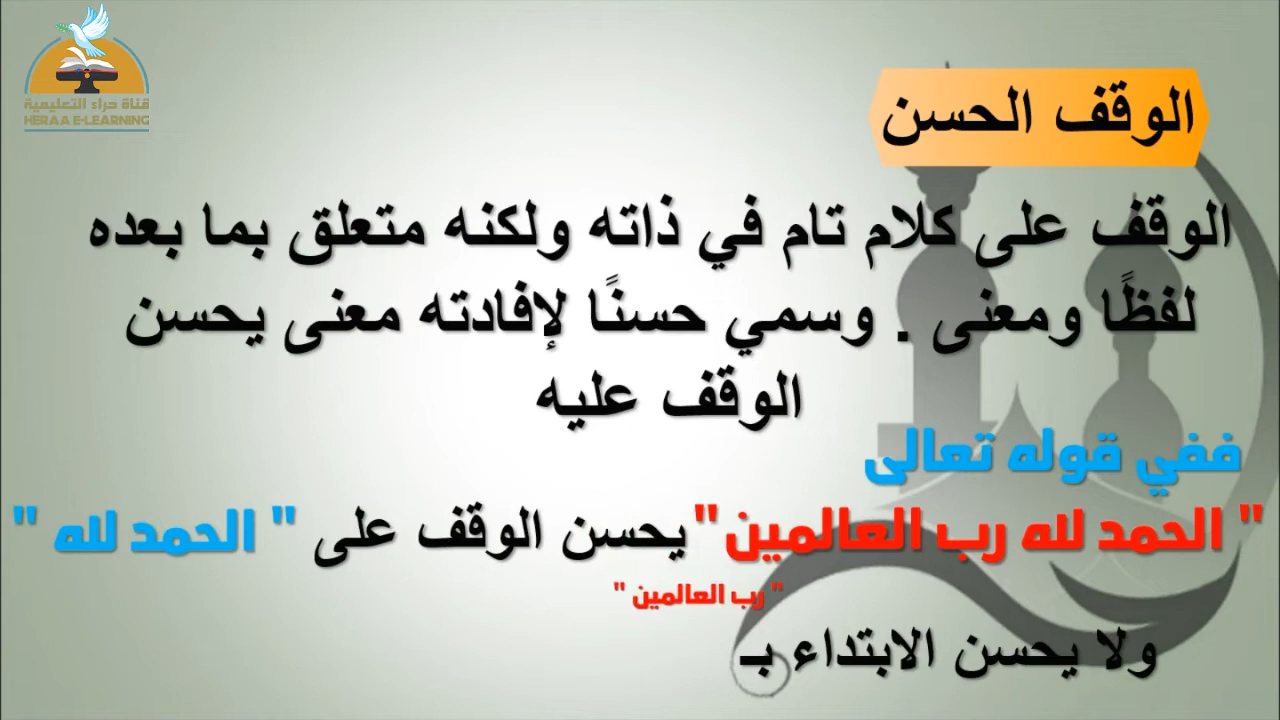 قناة حراء التعليمية
HERAA E-LEARNING
الوقف الحسن
الوقف على كلام تام في ذاته ولكنه متعلق بما بعده
لفظًا ومعنى . وسمي حسنًا لإفادته معنى يحسن
الوقف عليه
ففي قوله تعالى
" الحمد لله رب العالمين " يحسن الوقف على " الحمد لله "
" رب العالمين "
ولا يحسن الابتداء بـ